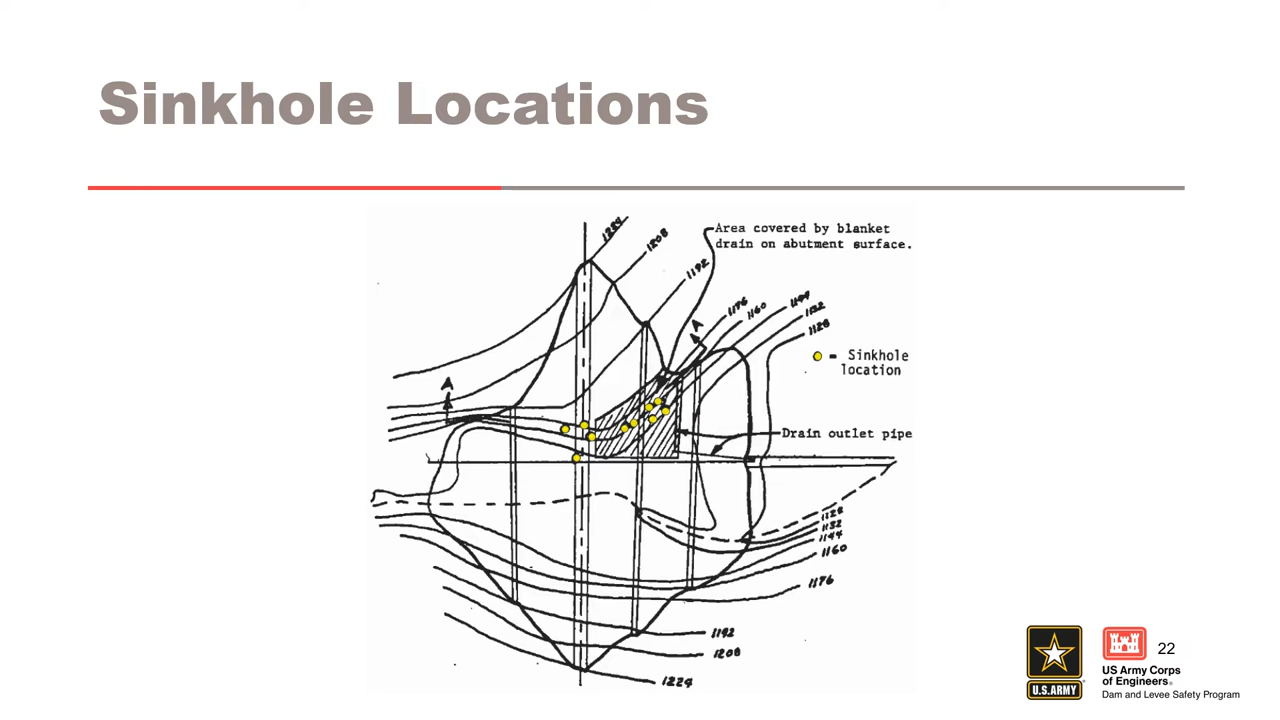 Sinkhole Locations
1224
1208
1192
Area covered by blanket
drain on abutment surface.
1176
1160
1144
1132
1128
A
A
= Sinkhole
location
Drain outlet pipe
1128
1132
1144
1160
1176
1192
1208
1224
U.S.ARMY
US Army Corps
of Engineers®
Dam and Levee Safety Program
22